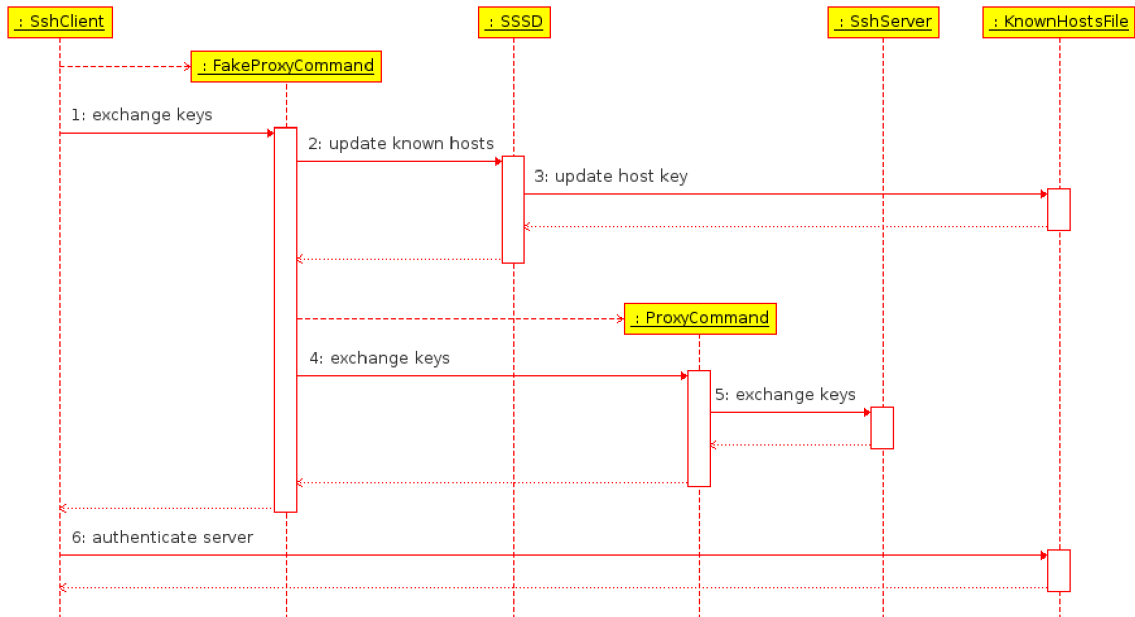 : SshClient
: SSSD
: SshServer
: KnownHostsFile
: FakeProxyCommand
1: exchange keys
2: update known hosts
3: update host key
: ProxyCommand
4: exchange keys
5: exchange keys
6: authenticate server